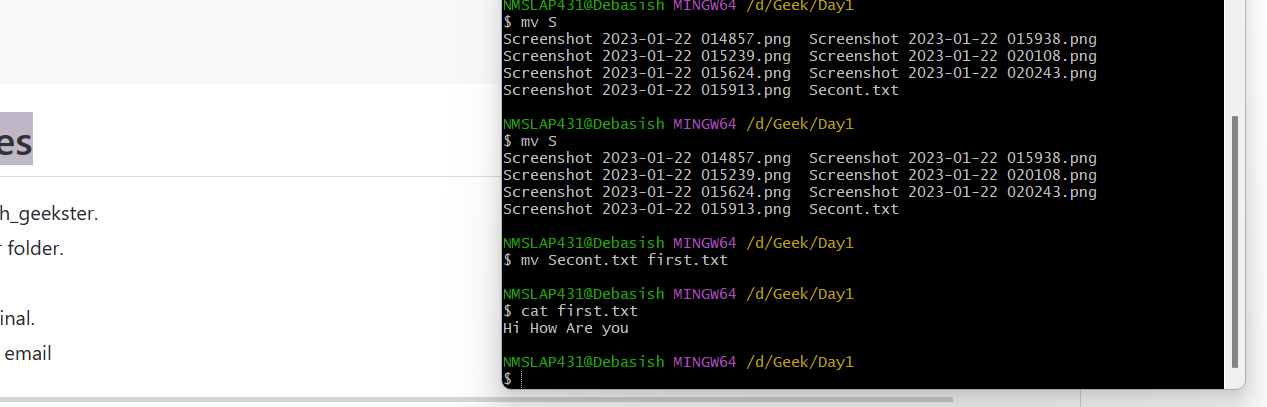 es
h_geekster.
folder.
inal.
email
NMSLAP431@Debasish MINGW64 /d/Geek/Day1
$ mv S
Screenshot 2023-01-22 014857.png  Screenshot 2023-01-22 015938.png
Screenshot 2023-01-22 015239.png  Screenshot 2023-01-22 020108.png
Screenshot 2023-01-22 015624.png  Screenshot 2023-01-22 020243.png
Screenshot 2023-01-22 015913.png  Secont.txt
NMSLAP431@Debasish MINGW64 /d/Geek/Day1
$ mv S
Screenshot 2023-01-22 014857.png  Screenshot 2023-01-22 015938.png
Screenshot 2023-01-22 015239.png  Screenshot 2023-01-22 020108.png
Screenshot 2023-01-22 015624.png  Screenshot 2023-01-22 020243.png
Screenshot 2023-01-22 015913.png  Secont.txt
NMSLAP431@Debasish MINGW64 /d/Geek/Day1
$ mv Secont.txt first.txt
NMSLAP431@Debasish MINGW64 /d/Geek/Day1
$ cat first.txt
Hi How Are you
NMSLAP431@Debasish MINGW64 /d/Geek/Day1
$